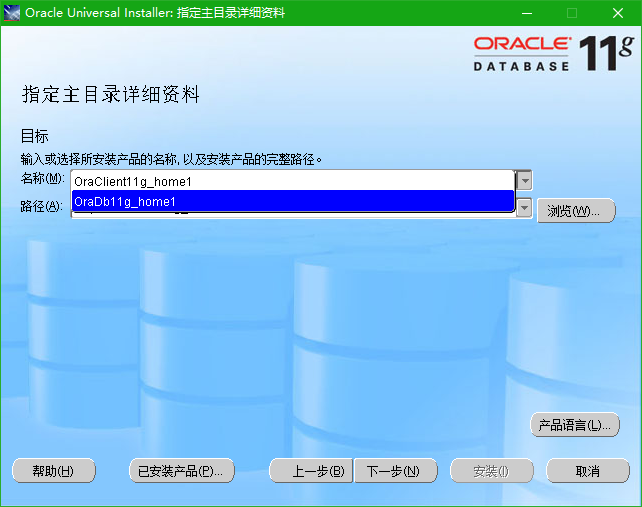 Oracle Universal Installer: 指定主目录详细资料
ORACLE
DATABASE 11g
指定主目录详细资料
目标
输入或选择所安装产品的名称, 以及安装产品的完整路径。
名称(M):
OraClient11g_home1
OraDb11g_home1
路径(A):
浏览(W)...
产品语言(L)...
帮助(H)
已安装产品(P)...
上一步(B)
下一步(N)
安装(I)
取消